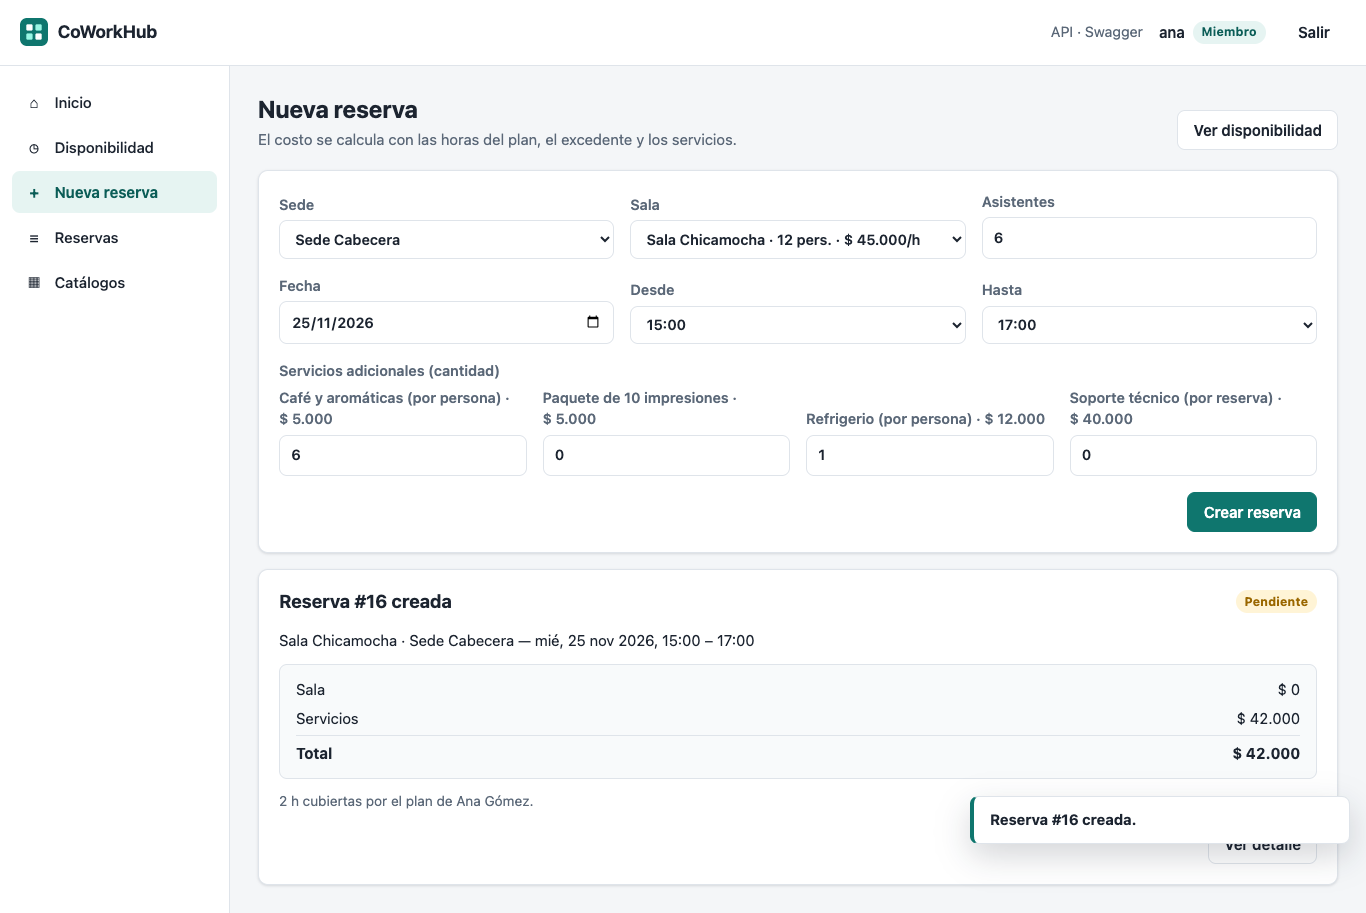 CoWorkHub
API · Swagger
ana
Miembro
Salir
Inicio
Disponibilidad
Nueva reserva
Reservas
Catálogos
Nueva reserva
El costo se calcula con las horas del plan, el excedente y los servicios.
Ver disponibilidad
Sede
Sede Cabecera
Sala
Sala Chicamocha · 12 pers. · $ 45.000/h
Asistentes
6
Fecha
25/11/2026
Desde
15:00
Hasta
17:00
Servicios adicionales (cantidad)
Café y aromáticas (por persona) ·
$ 5.000
6
Paquete de 10 impresiones ·
$ 5.000
0
Refrigerio (por persona) · $ 12.000
1
Soporte técnico (por reserva) ·
$ 40.000
0
Crear reserva
Reserva #16 creada
Pendiente
Sala Chicamocha · Sede Cabecera — mié, 25 nov 2026, 15:00 – 17:00
Sala $ 0
Servicios $ 42.000
Total $ 42.000
2 h cubiertas por el plan de Ana Gómez.
Reserva #16 creada.
Ver detalle